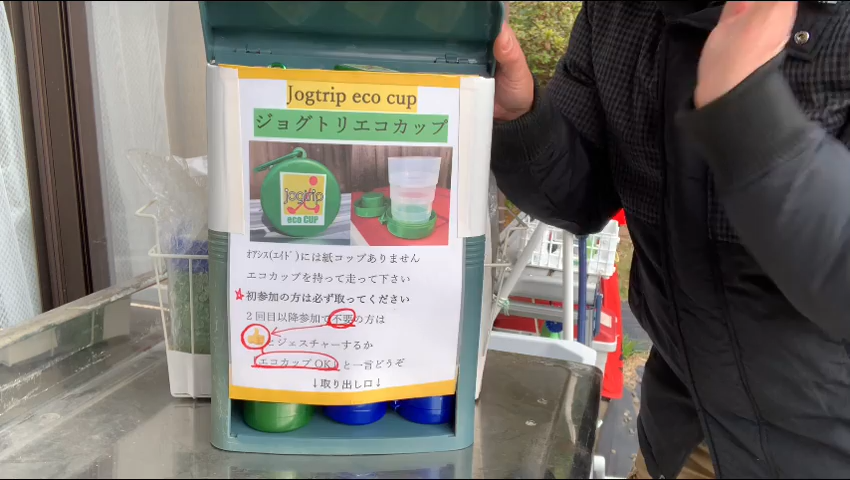 Jogtrip eco cup
ジョグトリエコカップ
jogtrip
eco CUP
ｵｱｼｽ(ｴｲﾄﾞ)には紙コップありません
エコカップを持って走って下さい
☆初参加の方は必ず取ってください
２回目以降参加で不要の方は
👍とジェスチャーするか
「エコカップOK」と一言どうぞ
↓取り出し口↓